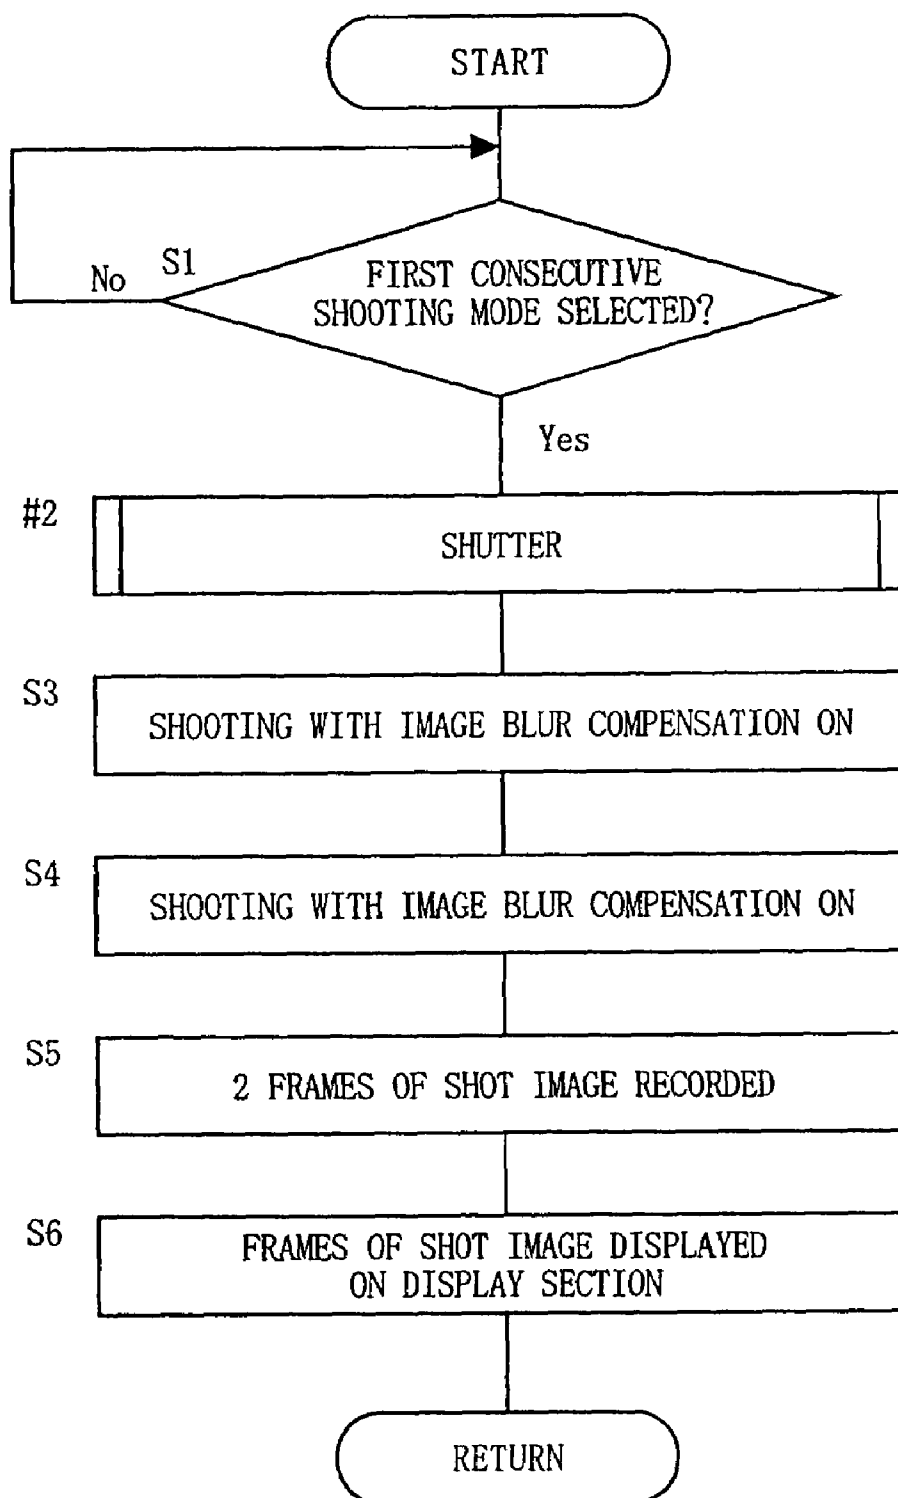 START
No
S1
FIRST CONSECUTIVE
SHOOTING MODE SELECTED?
Yes
#2
SHUTTER
S3
SHOOTING WITH IMAGE BLUR COMPENSATION ON
S4
SHOOTING WITH IMAGE BLUR COMPENSATION ON
S5
2 FRAMES OF SHOT IMAGE RECORDED
S6
FRAMES OF SHOT IMAGE DISPLAYED
ON DISPLAY SECTION
RETURN